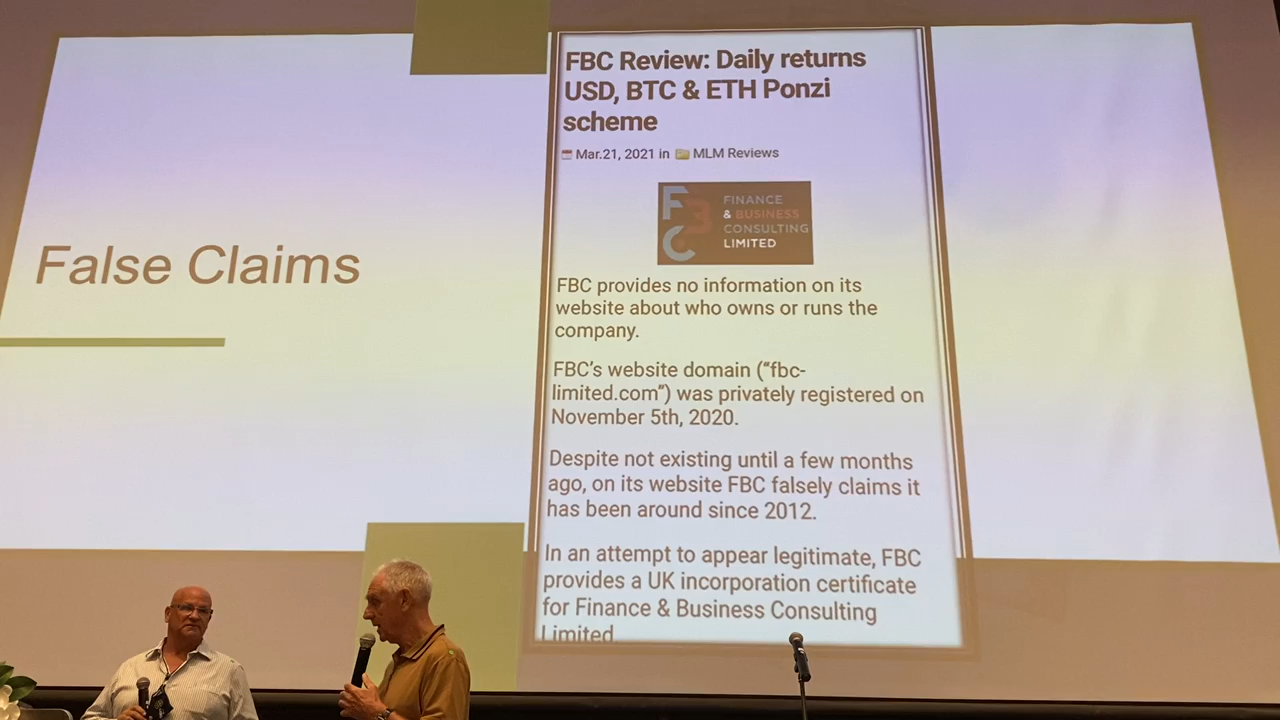 False Claims
FBC Review: Daily returns
USD, BTC & ETH Ponzi
scheme
Mar.21, 2021 in MLM Reviews
FBC
FINANCE
& BUSINESS
CONSULTING
LIMITED
FBC provides no information on its
website about who owns or runs the
company.
FBC’s website domain (“fbc-
limited.com”) was privately registered on
November 5th, 2020.
Despite not existing until a few months
ago, on its website FBC falsely claims it
has been around since 2012.
In an attempt to appear legitimate, FBC
provides a UK incorporation certificate
for Finance & Business Consulting
Limited